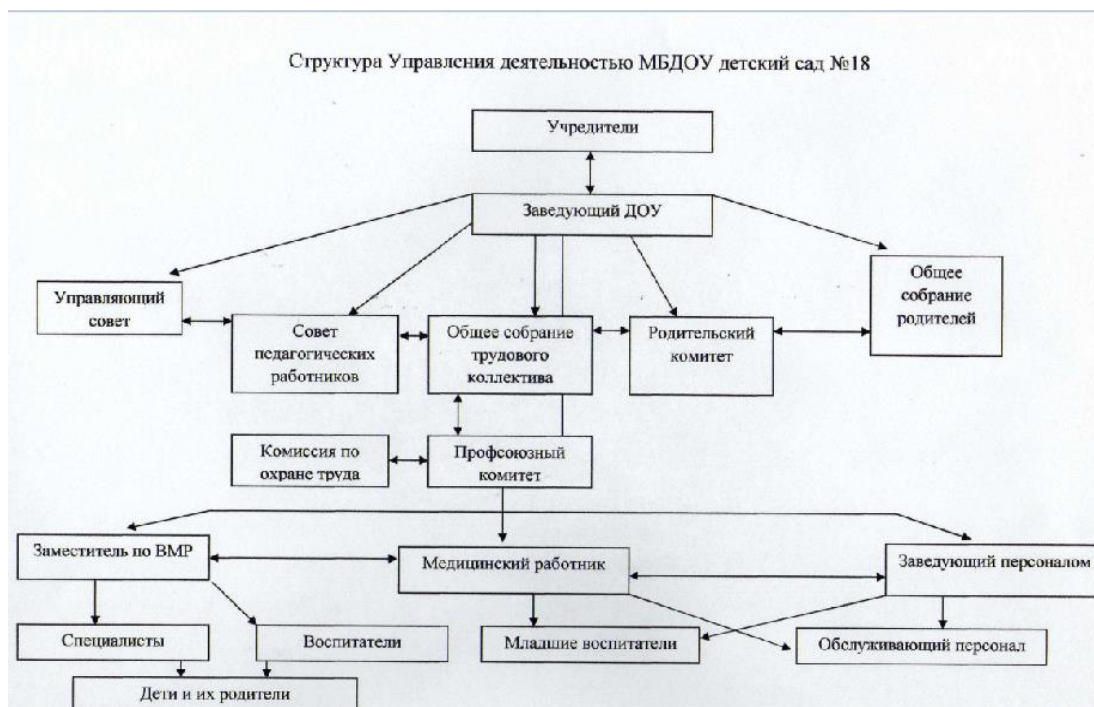 Структура Управления деятельностью МБДОУ детский сад №18
Учредители
Заведующий ДОУ
Управляющий
совет
Совет
педагогических
работников
Общее собрание
трудового
коллектива
Родительский
комитет
Общее
собрание
родителей
Комиссия по
охране труда
Профсоюзный
комитет
Заместитель по ВМР
Медицинский работник
Заведующий персоналом
Специалисты
Воспитатели
Младшие воспитатели
Обслуживающий персонал
Дети и их родители